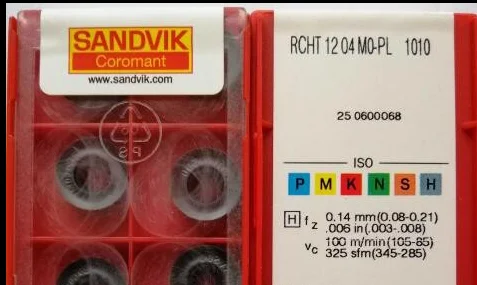 SANDVIK
Coromant
www.sandvik.com
PS
RCHT 12 04 M0-PL 1010
25 0600068
ISO
P M K N S H
H fz 0.14 mm(0.08-0.21)
.006 in(.003-.008)
vc 100 m/min(105-85)
325 sfm(345-285)